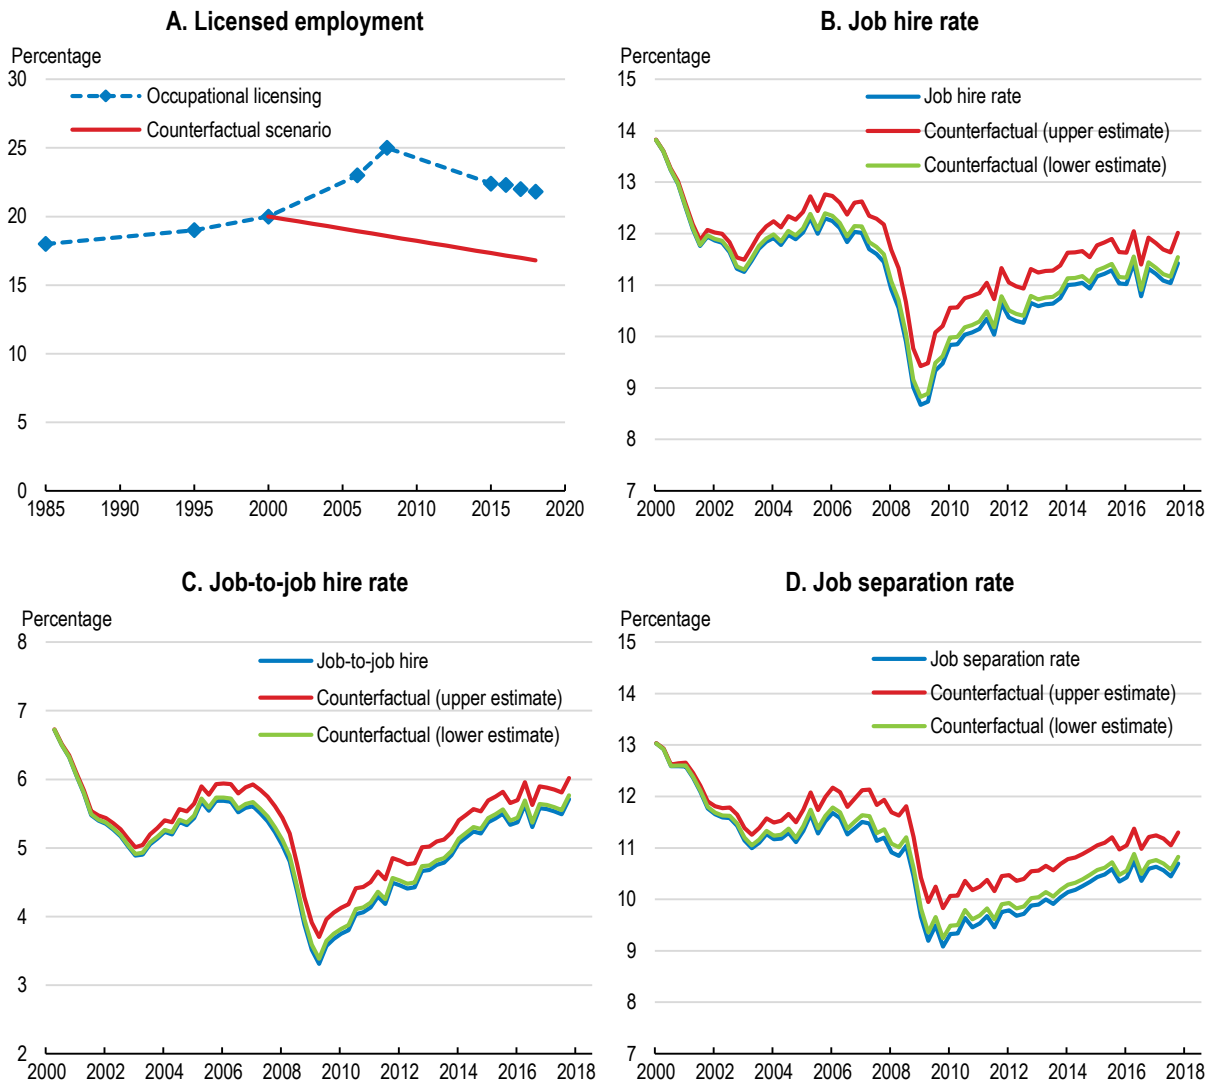 A. Licensed employment
Percentage
30
25
20
15
10
5
0
Occupational licensing
Counterfactual scenario
1985 1990 1995 2000 2005 2010 2015 2020
B. Job hire rate
Percentage
15
14
13
12
11
10
9
8
7
Job hire rate
Counterfactual (upper estimate)
Counterfactual (lower estimate)
2000 2002 2004 2006 2008 2010 2012 2014 2016 2018
C. Job-to-job hire rate
Percentage
8
7
6
5
4
3
2
Job-to-job hire
Counterfactual (upper estimate)
Counterfactual (lower estimate)
2000 2002 2004 2006 2008 2010 2012 2014 2016 2018
D. Job separation rate
Percentage
15
14
13
12
11
10
9
8
7
Job separation rate
Counterfactual (upper estimate)
Counterfactual (lower estimate)
2000 2002 2004 2006 2008 2010 2012 2014 2016 2018